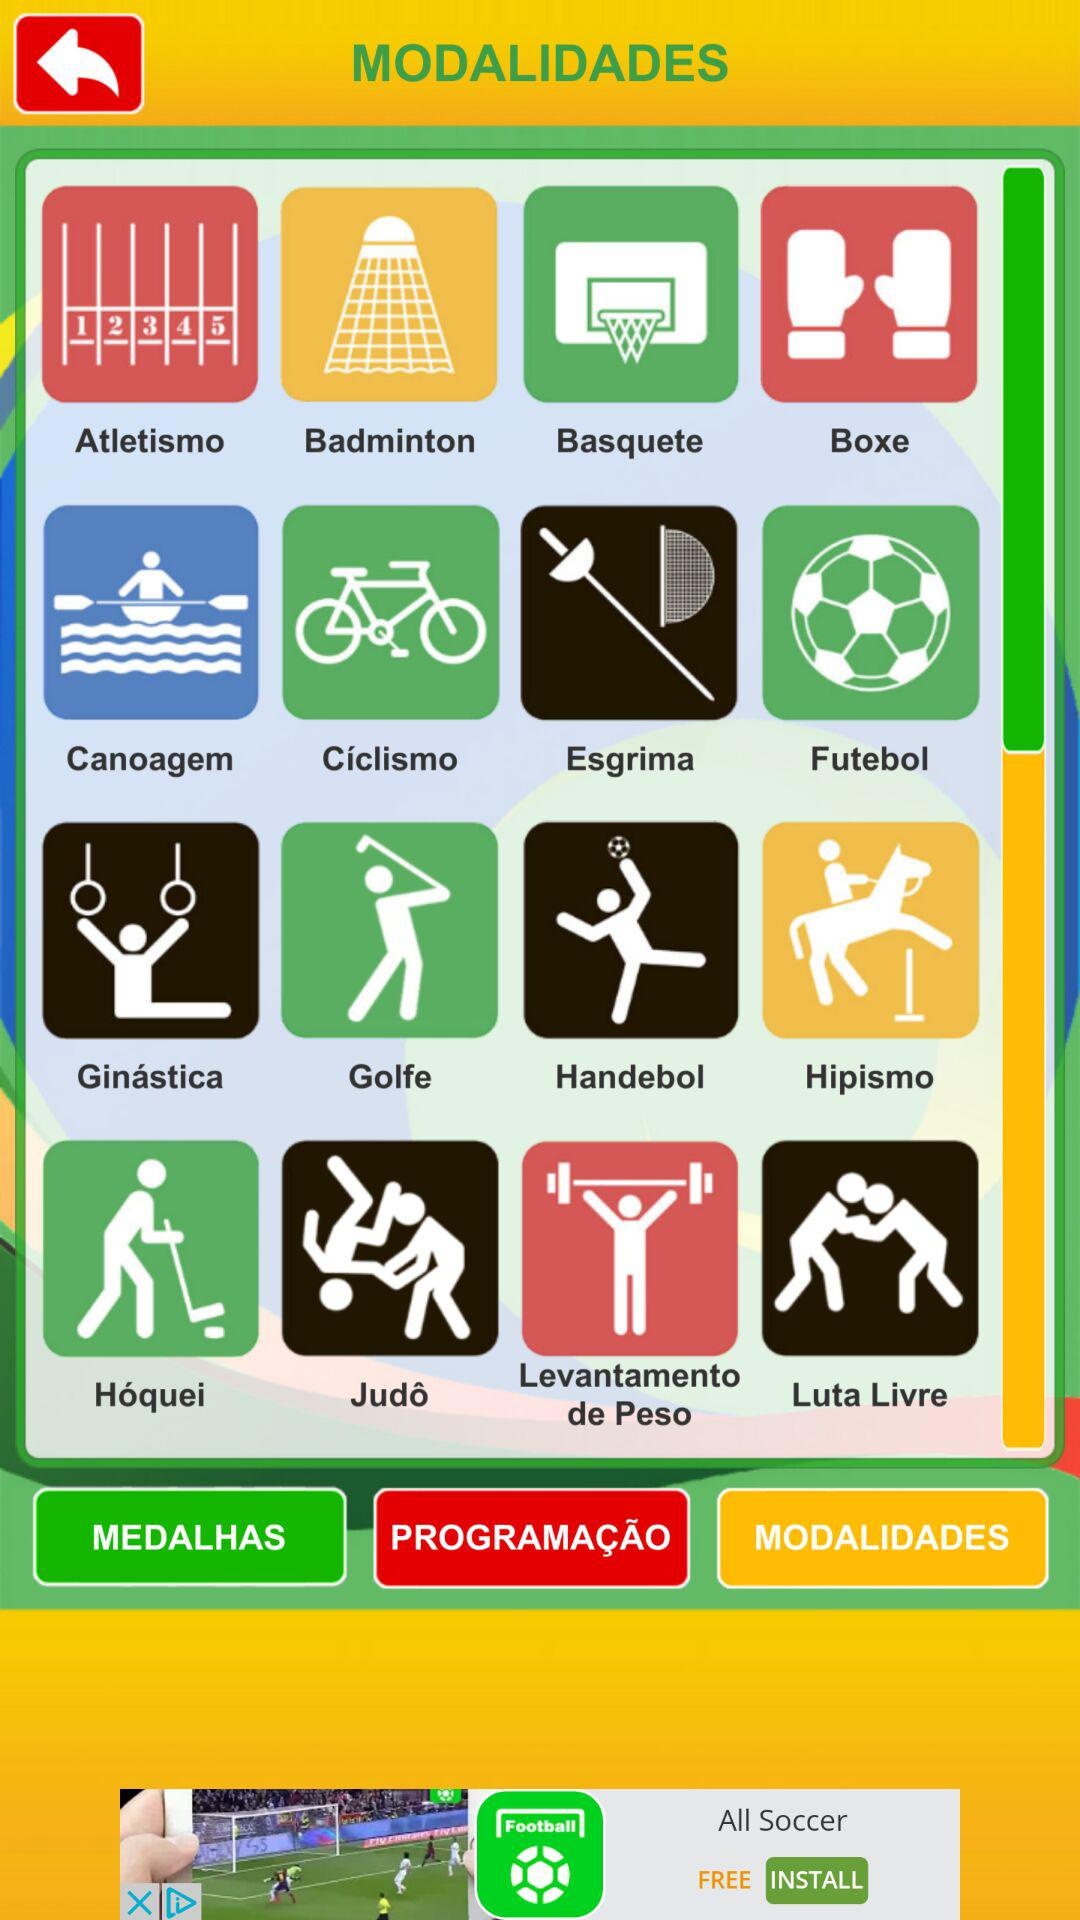 MODALIDADES
1 2 3 4 5
Atletismo Badminton Basquete Boxe
Canoagem Cíclismo Esgrima Futebol
Ginástica Golfe Handebol Hipismo
Hóquei Judô Levantamento de Peso Luta Livre
MEDALHAS PROGRAMAÇÃO MODALIDADES
Football
All Soccer
FREE INSTALL